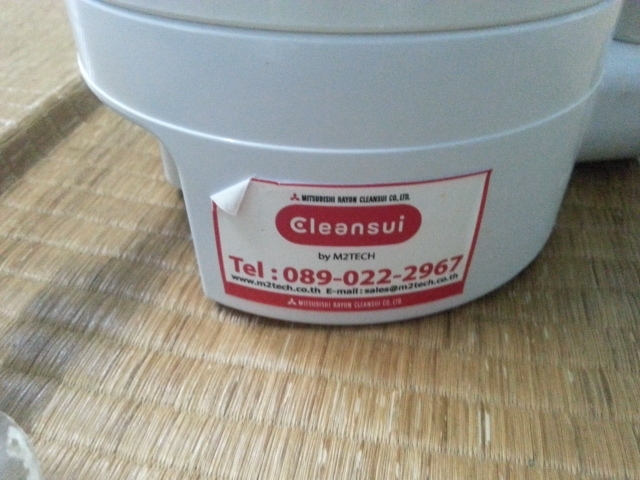 MITSUBISHI RAYON CLEANSUI CO.,LTD.
Cleansui
by M2TECH
Tel : 089-022-2967
www.m2tech.co.th E-mail : sales@m2tech.co.th
MITSUBISHI RAYON CLEANSUI CO., LTD.